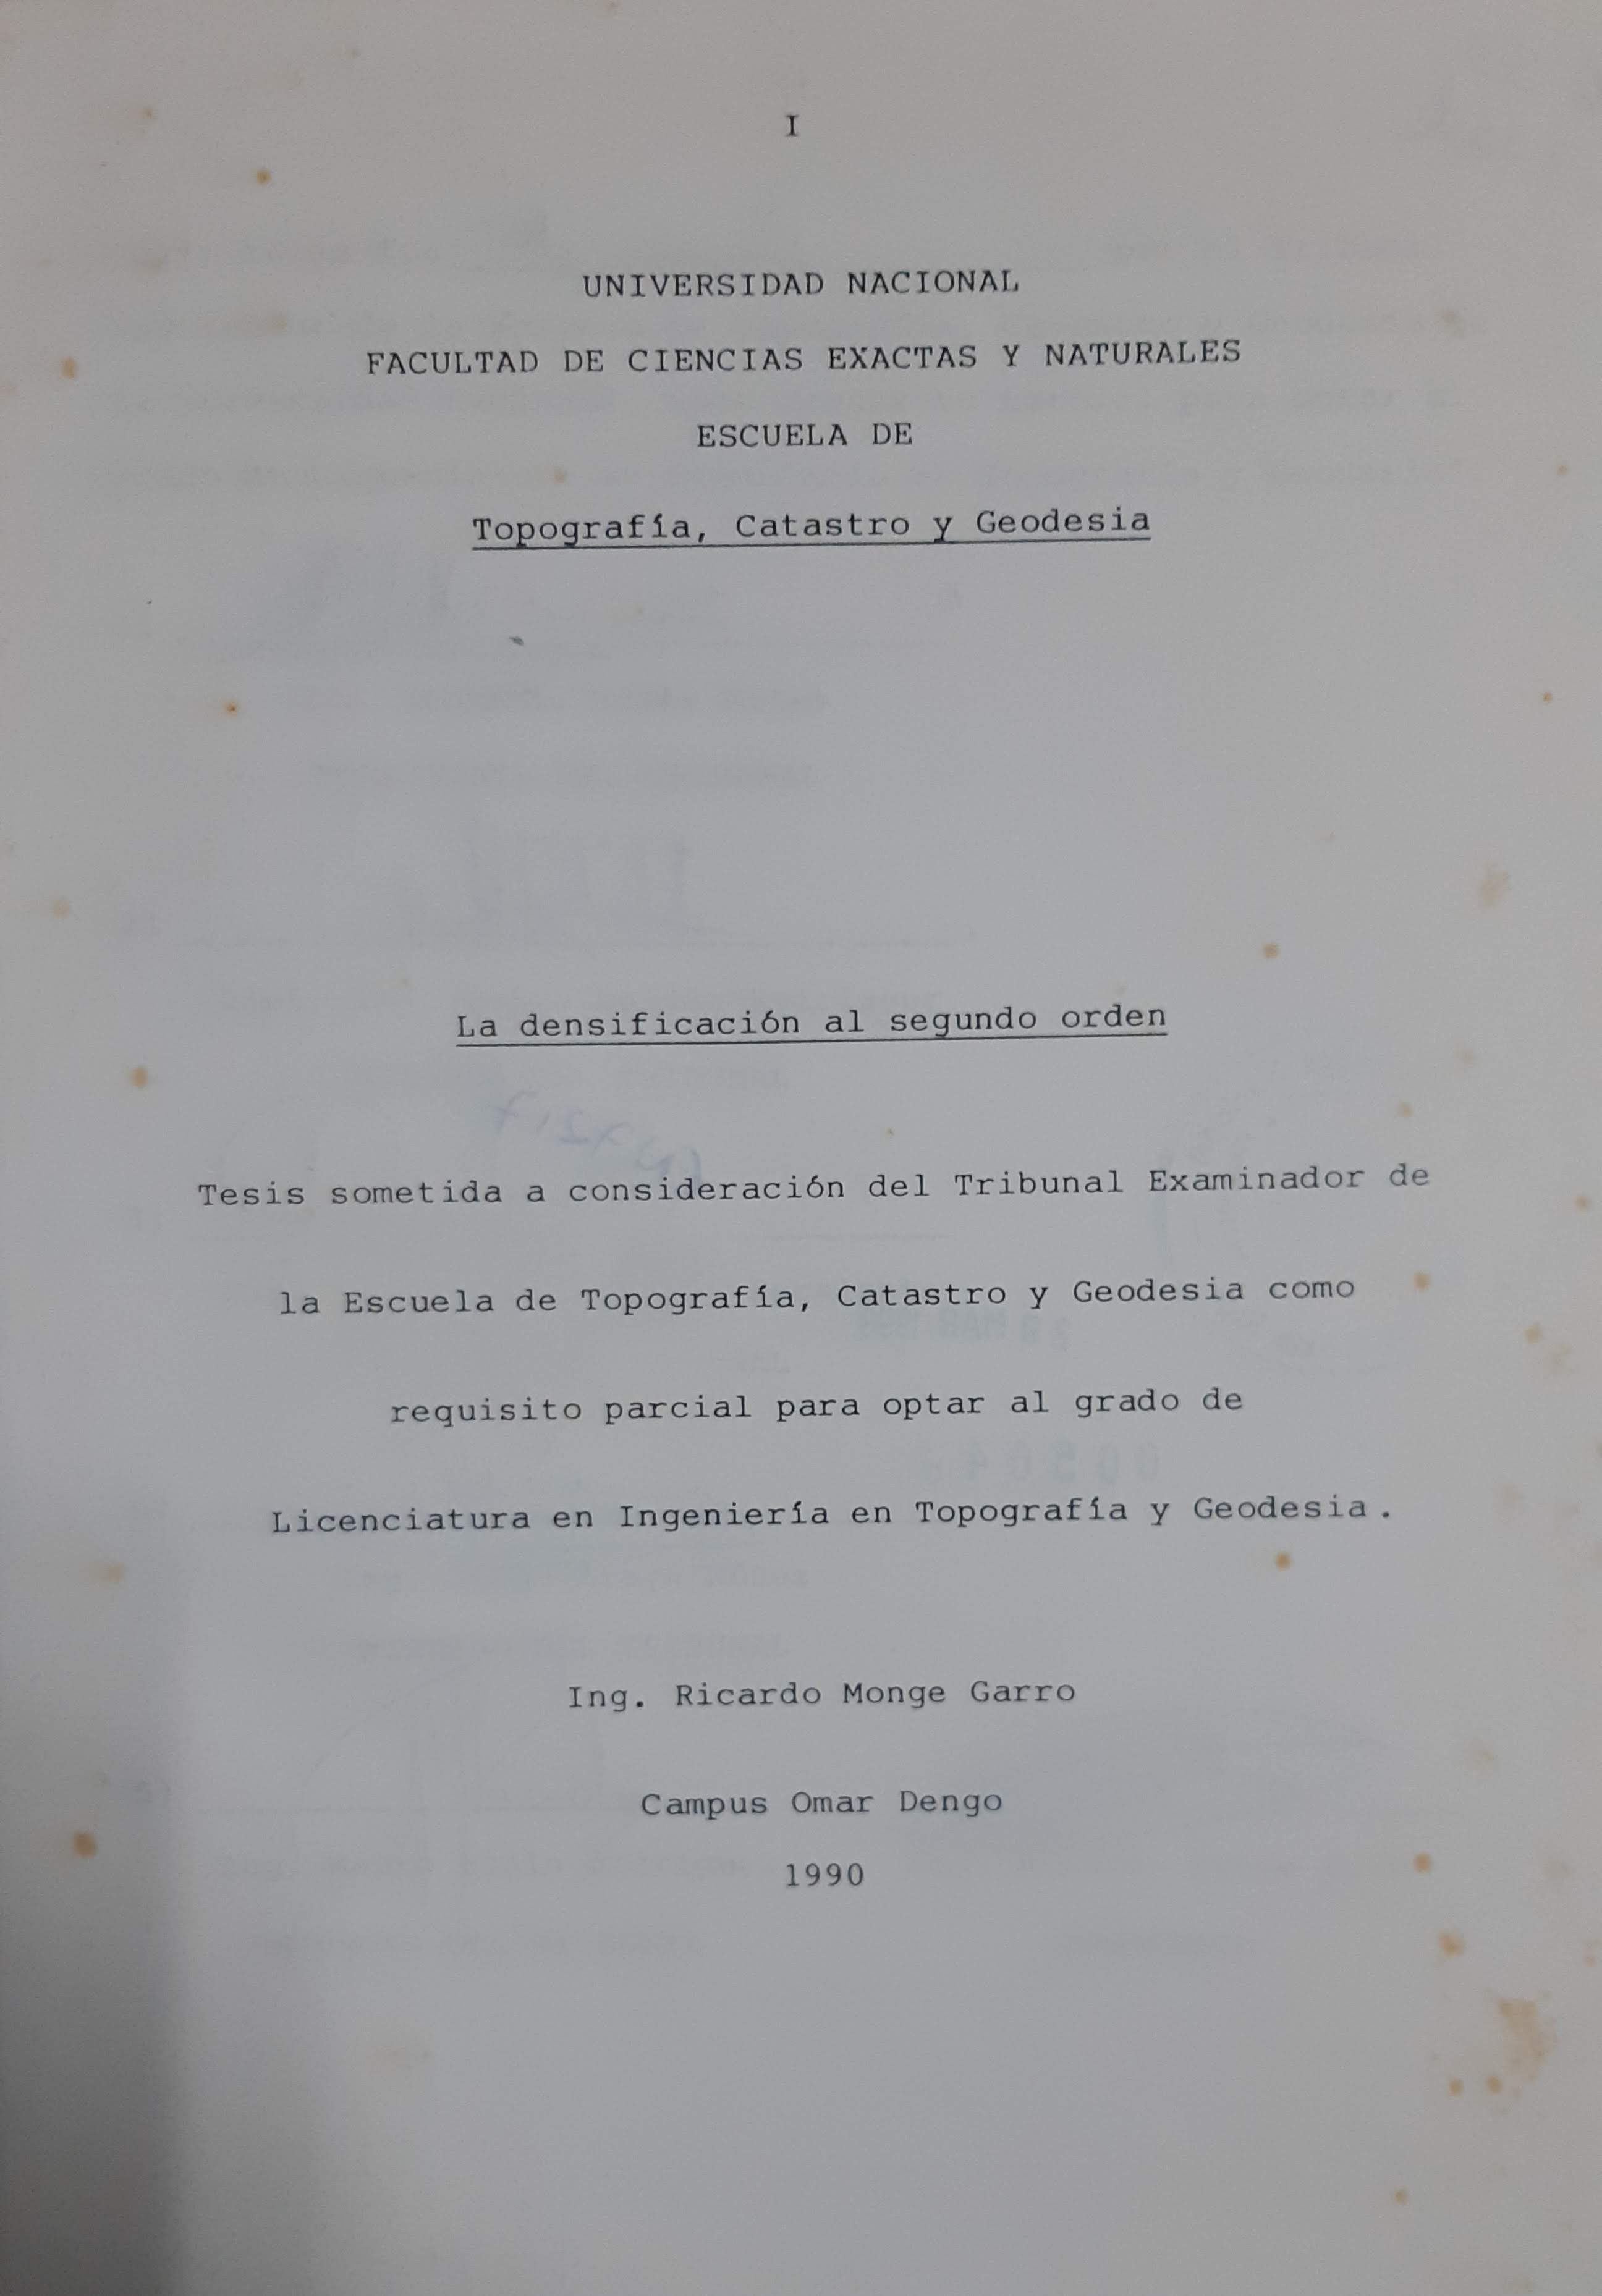 I
UNIVERSIDAD NACIONAL
FACULTAD DE CIENCIAS EXACTAS Y NATURALES
ESCUELA DE
Topografía, Catastro y Geodesia
La densificación al segundo orden
Tesis sometida a consideración del Tribunal Examinador de
la Escuela de Topografía, Catastro y Geodesia como
requisito parcial para optar al grado de
Licenciatura en Ingeniería en Topografía y Geodesia.
Ing. Ricardo Monge Garro
Campus Omar Dengo
1990